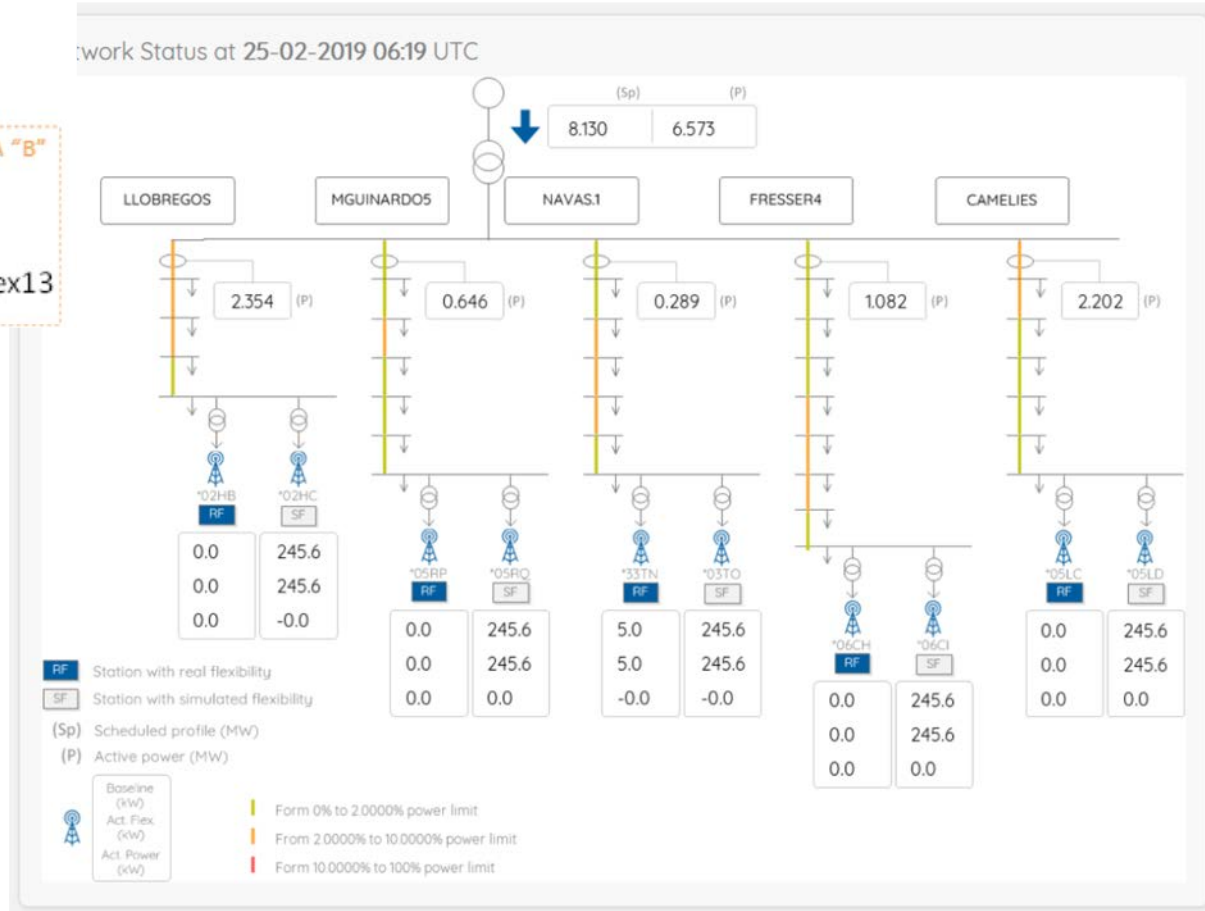 :work Status at 25-02-2019 06:19 UTC
A "B"
ex13
(Sp) (P)
8.130 6.573
LLOBREGOS MGUINARDO5 NAVAS.1 FRESSER4 CAMELIES
2.354 (P) 0.646 (P) 0.289 (P) 1.082 (P) 2.202 (P)
*02HB *02HC
RF SF
0.0 245.6
0.0 245.6
0.0 -0.0
*05RP *05RQ
RF SF
0.0 245.6
0.0 245.6
0.0 0.0
*33TN *03TO
RF SF
5.0 245.6
5.0 245.6
-0.0 -0.0
*06CH *06CI
RF SF
0.0 245.6
0.0 245.6
0.0 0.0
*05LC *05LD
RF SF
0.0 245.6
0.0 245.6
0.0 0.0
RF Station with real flexibility
SF Station with simulated flexibility
(Sp) Scheduled profile (MW)
(P) Active power (MW)
Baseline
(kW)
Act. Flex.
(kW)
Act. Power
(kW)
Form 0% to 2.0000% power limit
From 2.0000% to 10.0000% power limit
Form 10.0000% to 100% power limit